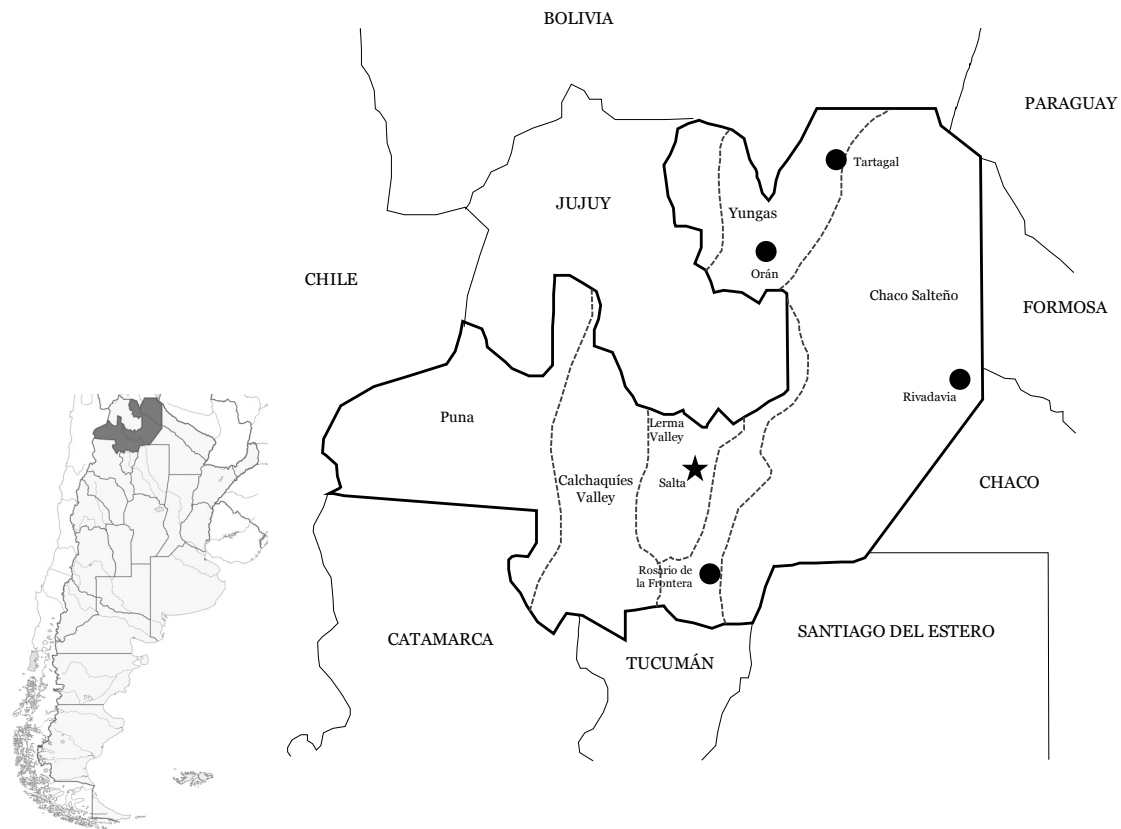 BOLIVIA
PARAGUAY
Tartagal
JUJUY
Yungas
Orán
CHILE
Chaco Salteño
FORMOSA
Rivadavia
Puna
Lerma
Valley
Salta
Calchaquíes
Valley
CHACO
Rosario de
la Frontera
CATAMARCA
SANTIAGO DEL ESTERO
TUCUMÁN